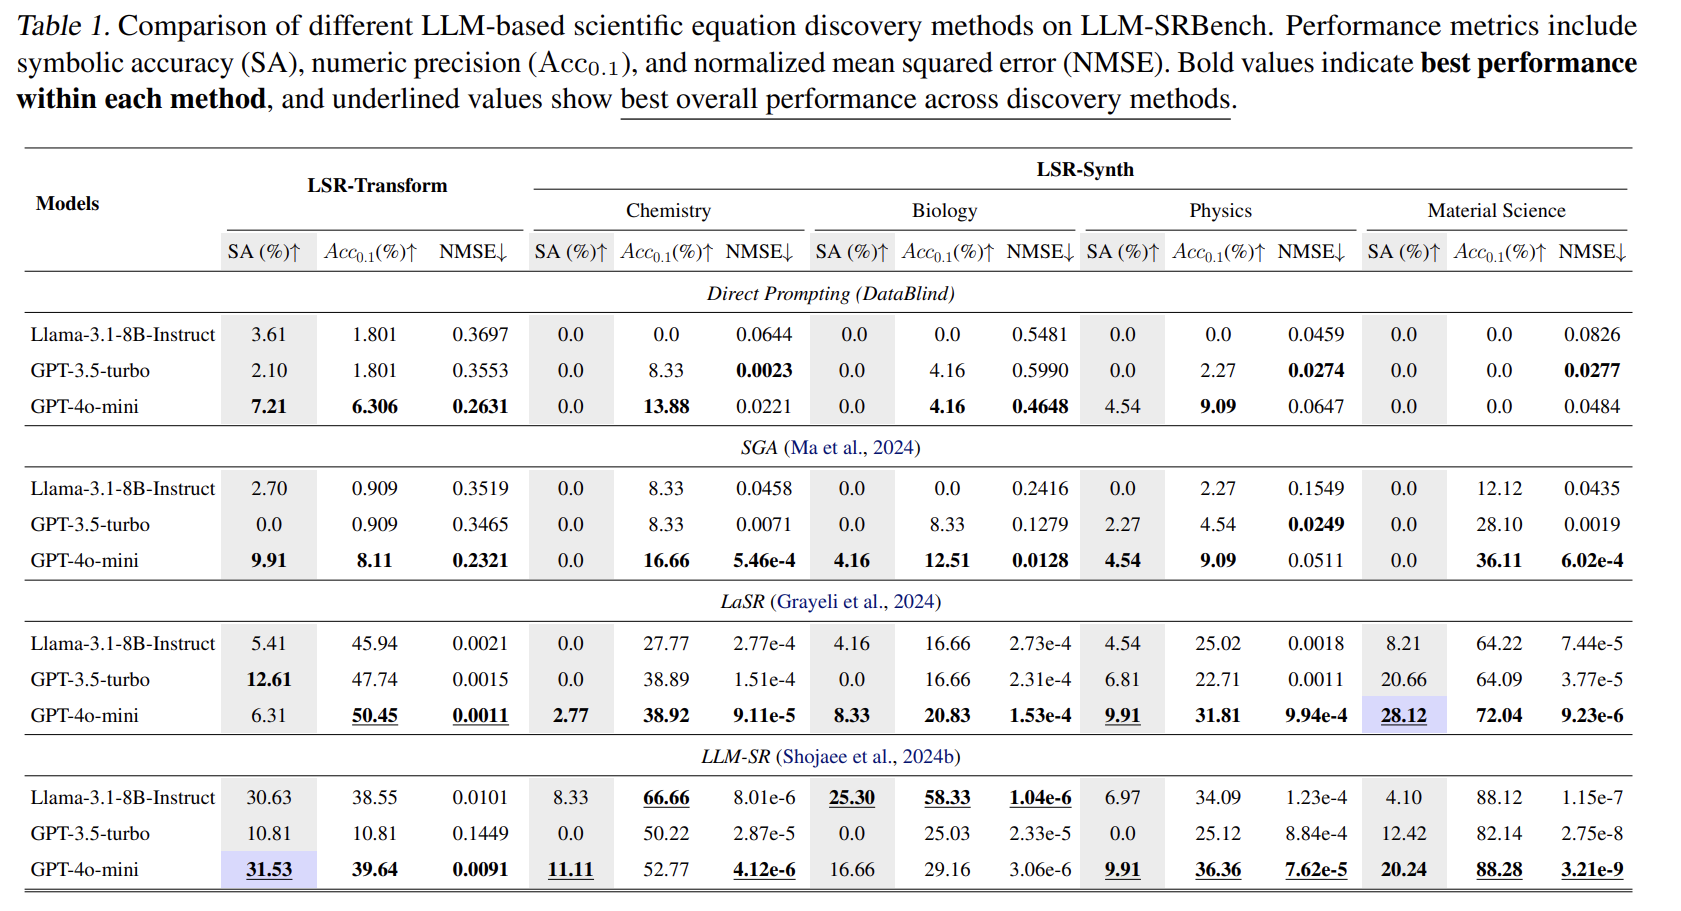 Table 1. Comparison of different LLM-based scientific equation discovery methods on LLM-SRBench. Performance metrics include
symbolic accuracy (SA), numeric precision (Acc0.1), and normalized mean squared error (NMSE). Bold values indicate best performance
within each method, and underlined values show best overall performance across discovery methods.
Models LSR-Transform LSR-Synth
Chemistry Biology Physics Material Science
SA (%)↑ Acc0.1(%)↑ NMSE↓ SA (%)↑ Acc0.1(%)↑ NMSE↓ SA (%)↑ Acc0.1(%)↑ NMSE↓ SA (%)↑ Acc0.1(%)↑ NMSE↓ SA (%)↑ Acc0.1(%)↑ NMSE↓
Direct Prompting (DataBlind)
Llama-3.1-8B-Instruct 3.61 1.801 0.3697 0.0 0.0 0.0644 0.0 0.0 0.5481 0.0 0.0 0.0459 0.0 0.0 0.0826
GPT-3.5-turbo 2.10 1.801 0.3553 0.0 8.33 0.0023 0.0 4.16 0.5990 0.0 2.27 0.0274 0.0 0.0 0.0277
GPT-4o-mini 7.21 6.306 0.2631 0.0 13.88 0.0221 0.0 4.16 0.4648 4.54 9.09 0.0647 0.0 0.0 0.0484
SGA (Ma et al., 2024)
Llama-3.1-8B-Instruct 2.70 0.909 0.3519 0.0 8.33 0.0458 0.0 0.0 0.2416 0.0 2.27 0.1549 0.0 12.12 0.0435
GPT-3.5-turbo 0.0 0.909 0.3465 0.0 8.33 0.0071 0.0 8.33 0.1279 2.27 4.54 0.0249 0.0 28.10 0.0019
GPT-4o-mini 9.91 8.11 0.2321 0.0 16.66 5.46e-4 4.16 12.51 0.0128 4.54 9.09 0.0511 0.0 36.11 6.02e-4
LaSR (Grayeli et al., 2024)
Llama-3.1-8B-Instruct 5.41 45.94 0.0021 0.0 27.77 2.77e-4 4.16 16.66 2.73e-4 4.54 25.02 0.0018 8.21 64.22 7.44e-5
GPT-3.5-turbo 12.61 47.74 0.0015 0.0 38.89 1.51e-4 0.0 16.66 2.31e-4 6.81 22.71 0.0011 20.66 64.09 3.77e-5
GPT-4o-mini 6.31 50.45 0.0011 2.77 38.92 9.11e-5 8.33 20.83 1.53e-4 9.91 31.81 9.94e-4 28.12 72.04 9.23e-6
LLM-SR (Shojaee et al., 2024b)
Llama-3.1-8B-Instruct 30.63 38.55 0.0101 8.33 66.66 8.01e-6 25.30 58.33 1.04e-6 6.97 34.09 1.23e-4 4.10 88.12 1.15e-7
GPT-3.5-turbo 10.81 10.81 0.1449 0.0 50.22 2.87e-5 0.0 25.03 2.33e-5 0.0 25.12 8.84e-4 12.42 82.14 2.75e-8
GPT-4o-mini 31.53 39.64 0.0091 11.11 52.77 4.12e-6 16.66 29.16 3.06e-6 9.91 36.36 7.62e-5 20.24 88.28 3.21e-9